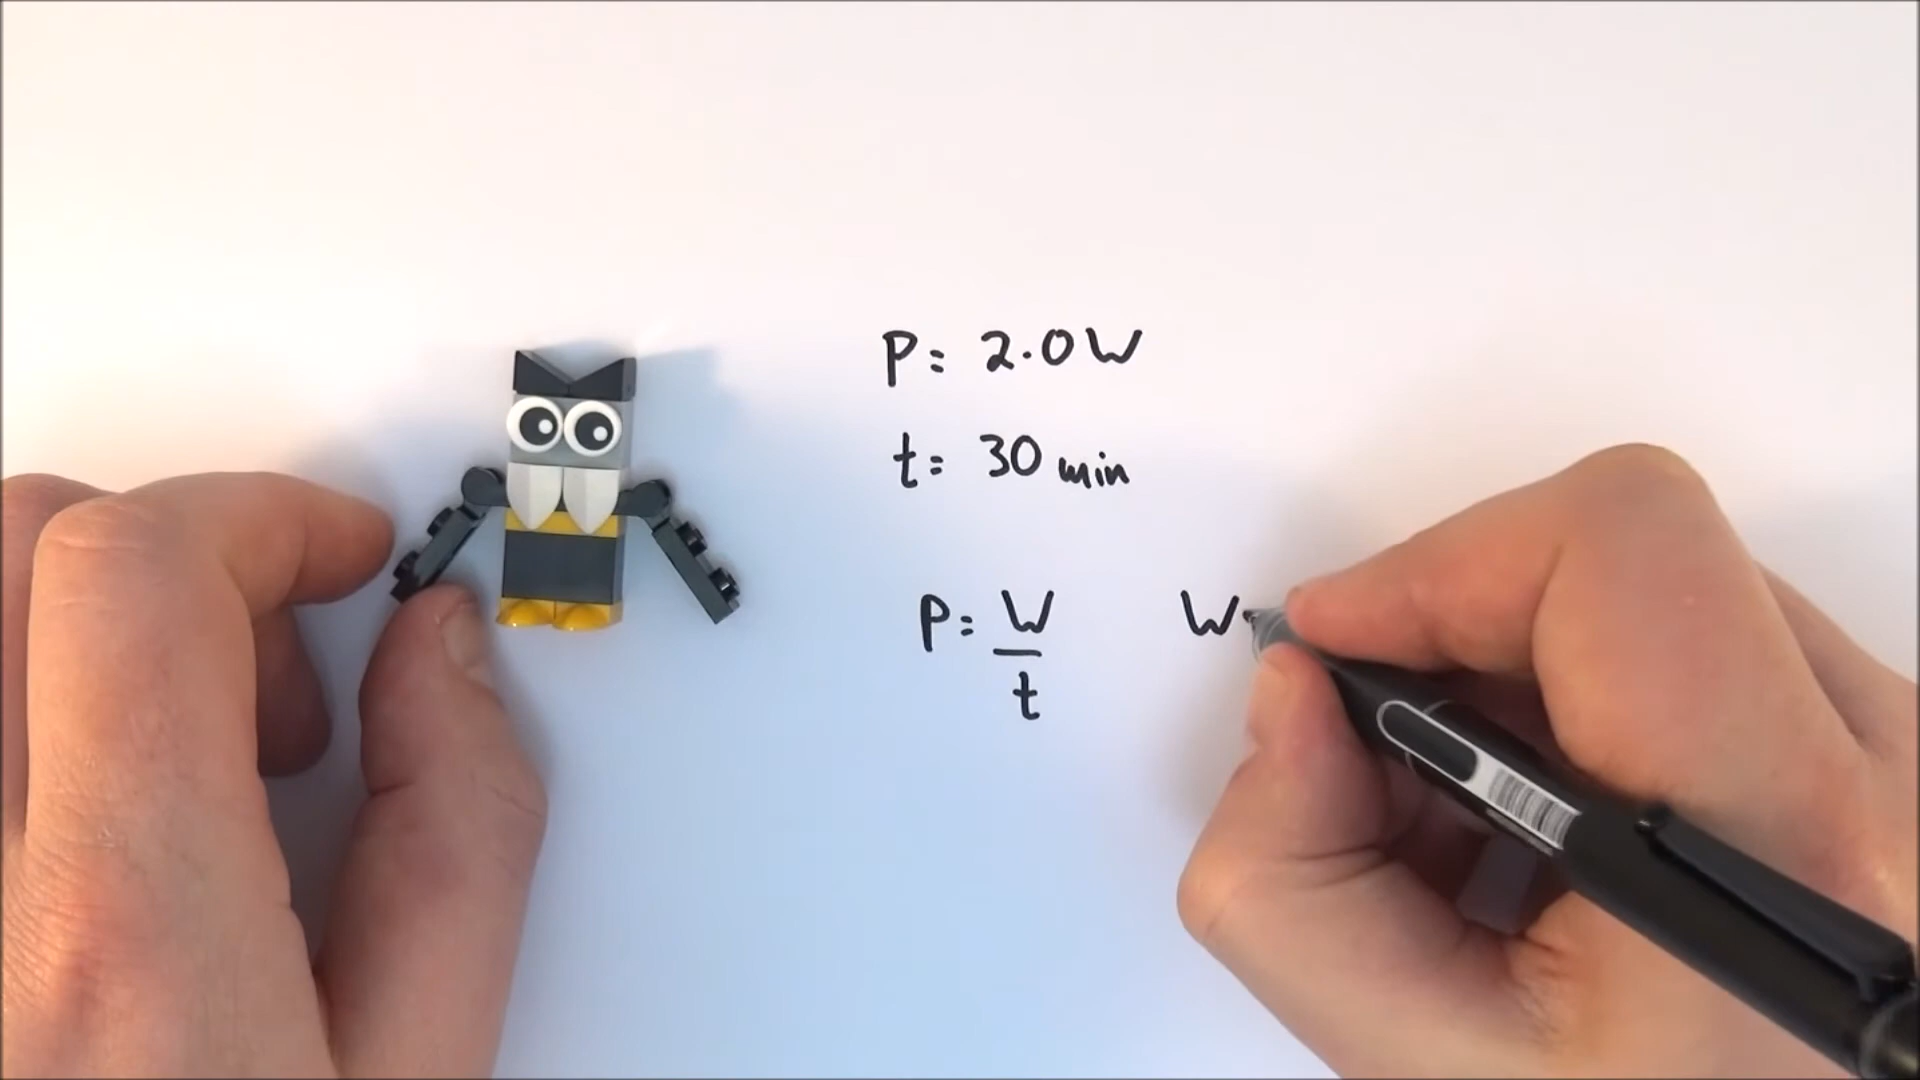 P = 2.0W
t = 30 min
P = W/t
W